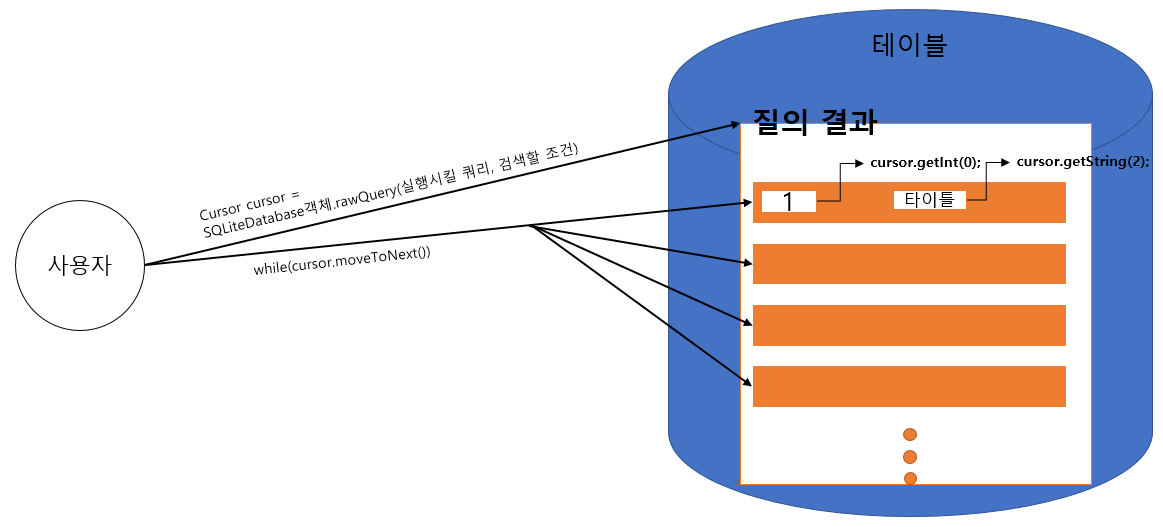 테이블
질의 결과
cursor.getInt(0);
cursor.getString(2);
1
타이틀
Cursor cursor =
SQLiteDatabase객체.rawQuery(실행시킬 쿼리, 검색할 조건)
사용자
while(cursor.moveToNext())